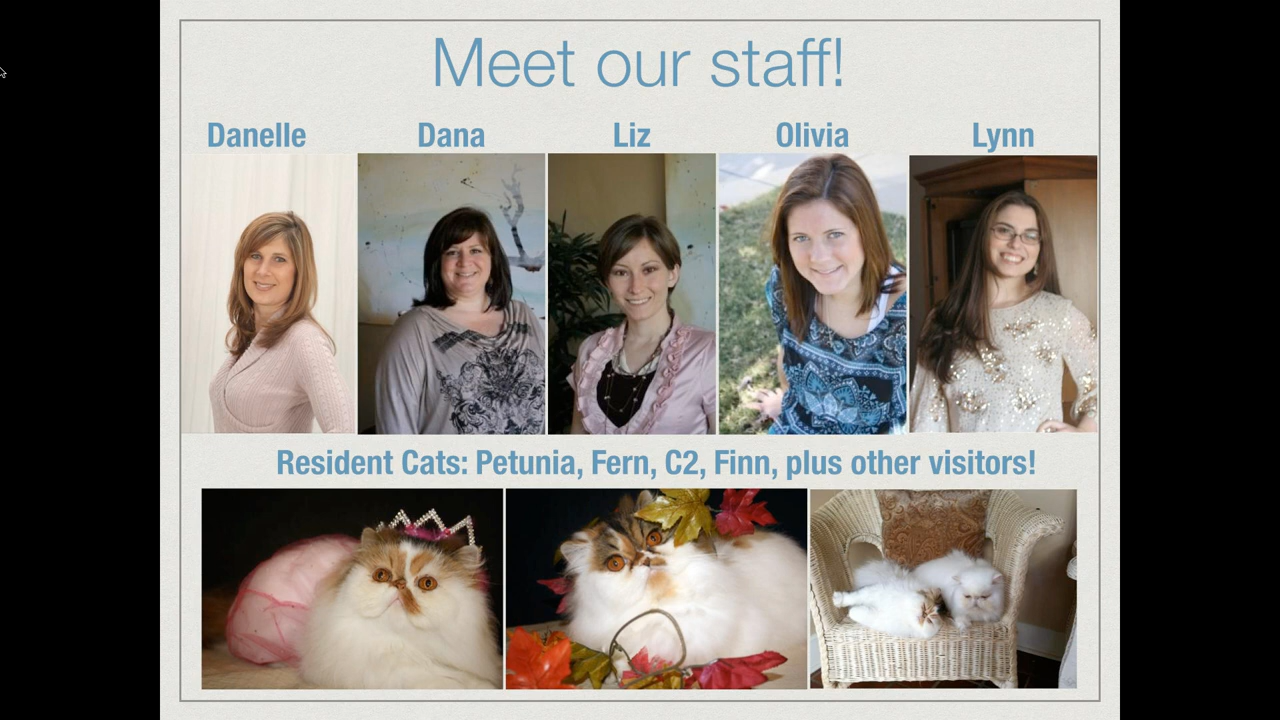 Meet our staff!
Danelle Dana Liz Olivia Lynn
Resident Cats: Petunia, Fern, C2, Finn, plus other visitors!